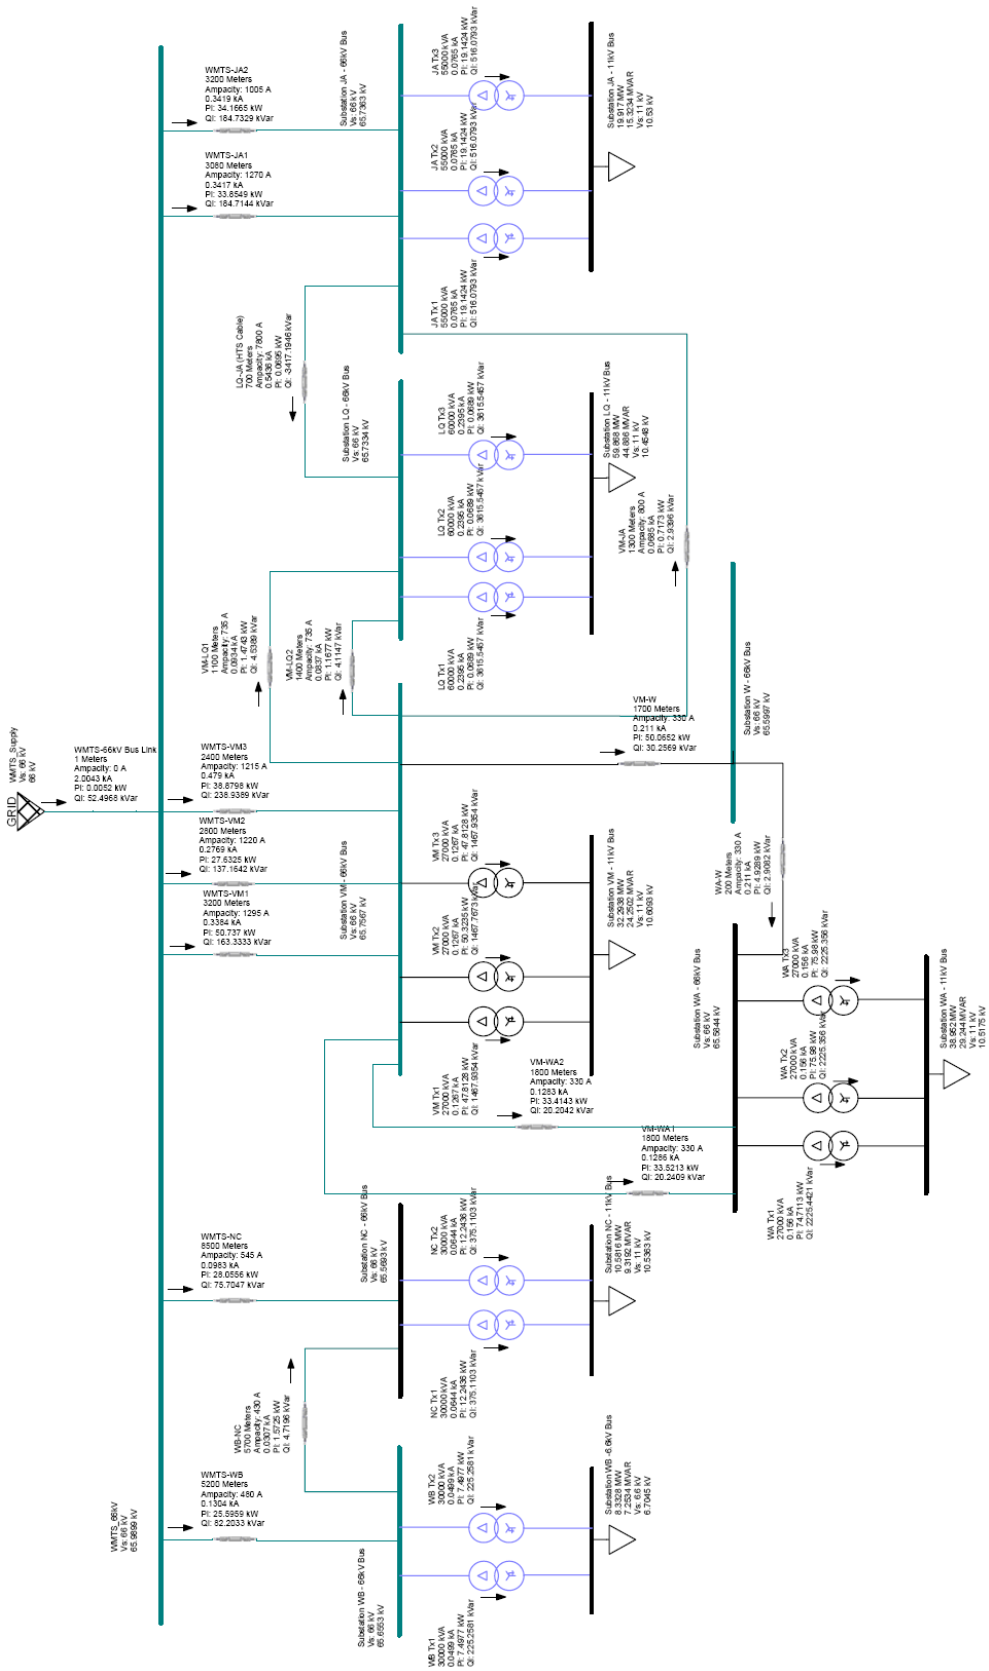 GRID
WMTS_Supply
Vs: 66 kV
66 kV
WMTS-66kV Bus Link
1 Meters
Ampacity: 0 A
2.0043 kA
Pl: 0.0052 kW
Ql: 52.4968 kVar
WMTS_66kV
Vs: 66 kV
65.9899 kV
WMTS-JA2
3200 Meters
Ampacity: 1005 A
0.3419 kA
Pl: 34.1665 kW
Ql: 184.7329 kVar
WMTS-JA1
3080 Meters
Ampacity: 1270 A
0.3417 kA
Pl: 33.8549 kW
Ql: 184.7144 kVar
WMTS-VM3
2400 Meters
Ampacity: 1215 A
0.479 kA
Pl: 38.8798 kW
Ql: 238.9389 kVar
WMTS-VM2
2800 Meters
Ampacity: 1220 A
0.2769 kA
Pl: 27.6325 kW
Ql: 137.1642 kVar
WMTS-VM1
3200 Meters
Ampacity: 1295 A
0.3384 kA
Pl: 50.737 kW
Ql: 163.3333 kVar
WMTS-NC
8500 Meters
Ampacity: 545 A
0.0983 kA
Pl: 28.0556 kW
Ql: 75.7047 kVar
WMTS-WB
5200 Meters
Ampacity: 480 A
0.1304 kA
Pl: 25.5959 kW
Ql: 82.2033 kVar
Substation JA - 66kV Bus
Vs: 66 kV
65.7363 kV
JA Tx3
55000 kVA
0.0765 kA
Pl: 19.1424 kW
Ql: 516.0793 kVar
JA Tx2
55000 kVA
0.0765 kA
Pl: 19.1424 kW
Ql: 516.0793 kVar
JA Tx1
55000 kVA
0.0765 kA
Pl: 19.1424 kW
Ql: 516.0793 kVar
Substation JA - 11kV Bus
19.917 MW
15.3234 MVAR
Vs: 11 kV
10.53 kV
LQ-JA (HTS Cable)
700 Meters
Ampacity: 7800 A
0.5436 kA
Pl: 0.0695 kW
Ql: -3417.1946 kVar
Substation LQ - 66kV Bus
Vs: 66 kV
65.7334 kV
LQ Tx3
60000 kVA
0.2395 kA
Pl: 0.0689 kW
Ql: 3615.5457 kVar
LQ Tx2
60000 kVA
0.2395 kA
Pl: 0.0689 kW
Ql: 3615.5457 kVar
LQ Tx1
60000 kVA
0.2395 kA
Pl: 0.0689 kW
Ql: 3615.5457 kVar
Substation LQ - 11kV Bus
59.868 MW
44.886 MVAR
Vs: 11 kV
10.4548 kV
VM-LQ1
1100 Meters
Ampacity: 735 A
0.0934 kA
Pl: 1.4743 kW
Ql: 4.5389 kVar
VM-LQ2
1400 Meters
Ampacity: 735 A
0.0837 kA
Pl: 1.1677 kW
Ql: 4.1147 kVar
VM-JA
1300 Meters
Ampacity: 800 A
0.0685 kA
Pl: 0.7173 kW
Ql: 2.9396 kVar
Substation VM - 66kV Bus
Vs: 66 kV
65.7567 kV
VM Tx3
27000 kVA
0.1267 kA
Pl: 47.8128 kW
Ql: 1467.9354 kVar
VM Tx2
27000 kVA
0.1267 kA
Pl: 50.3235 kW
Ql: 1467.7673 kVar
VM Tx1
27000 kVA
0.1267 kA
Pl: 47.8128 kW
Ql: 1467.9354 kVar
Substation VM - 11kV Bus
32.2938 MW
24.2502 MVAR
Vs: 11 kV
10.6093 kV
VM-W
1700 Meters
Ampacity: 330 A
0.211 kA
Pl: 50.0652 kW
Ql: 30.2569 kVar
Substation W - 66kV Bus
Vs: 66 kV
65.5997 kV
WA-W
200 Meters
Ampacity: 330 A
0.211 kA
Pl: 4.9289 kW
Ql: 2.9082 kVar
VM-WA2
1800 Meters
Ampacity: 330 A
0.1283 kA
Pl: 33.4143 kW
Ql: 20.2042 kVar
VM-WA1
1800 Meters
Ampacity: 330 A
0.1286 kA
Pl: 33.5213 kW
Ql: 20.2409 kVar
Substation WA - 66kV Bus
Vs: 66 kV
65.5844 kV
WA Tx3
27000 kVA
0.156 kA
Pl: 75.98 kW
Ql: 2225.356 kVar
WA Tx2
27000 kVA
0.156 kA
Pl: 75.98 kW
Ql: 2225.356 kVar
WA Tx1
27000 kVA
0.156 kA
Pl: 74.7113 kW
Ql: 2225.4421 kVar
Substation WA - 11kV Bus
38.952 MW
29.244 MVAR
Vs: 11 kV
10.5175 kV
Substation NC - 66kV Bus
Vs: 66 kV
65.5693 kV
NC Tx2
30000 kVA
0.0644 kA
Pl: 12.2436 kW
Ql: 375.1103 kVar
NC Tx1
30000 kVA
0.0644 kA
Pl: 12.2436 kW
Ql: 375.1103 kVar
Substation NC - 11kV Bus
10.5816 MW
9.3192 MVAR
Vs: 11 kV
10.5363 kV
WB-NC
5700 Meters
Ampacity: 430 A
0.0307 kA
Pl: 1.5725 kW
Ql: 4.7196 kVar
Substation WB - 66kV Bus
Vs: 66 kV
65.6553 kV
WB Tx2
30000 kVA
0.0499 kA
Pl: 7.4977 kW
Ql: 225.2581 kVar
WB Tx1
30000 kVA
0.0499 kA
Pl: 7.4977 kW
Ql: 225.2581 kVar
Substation WB -6.6kV Bus
8.3328 MW
7.2534 MVAR
Vs: 6.6 kV
6.7045 kV